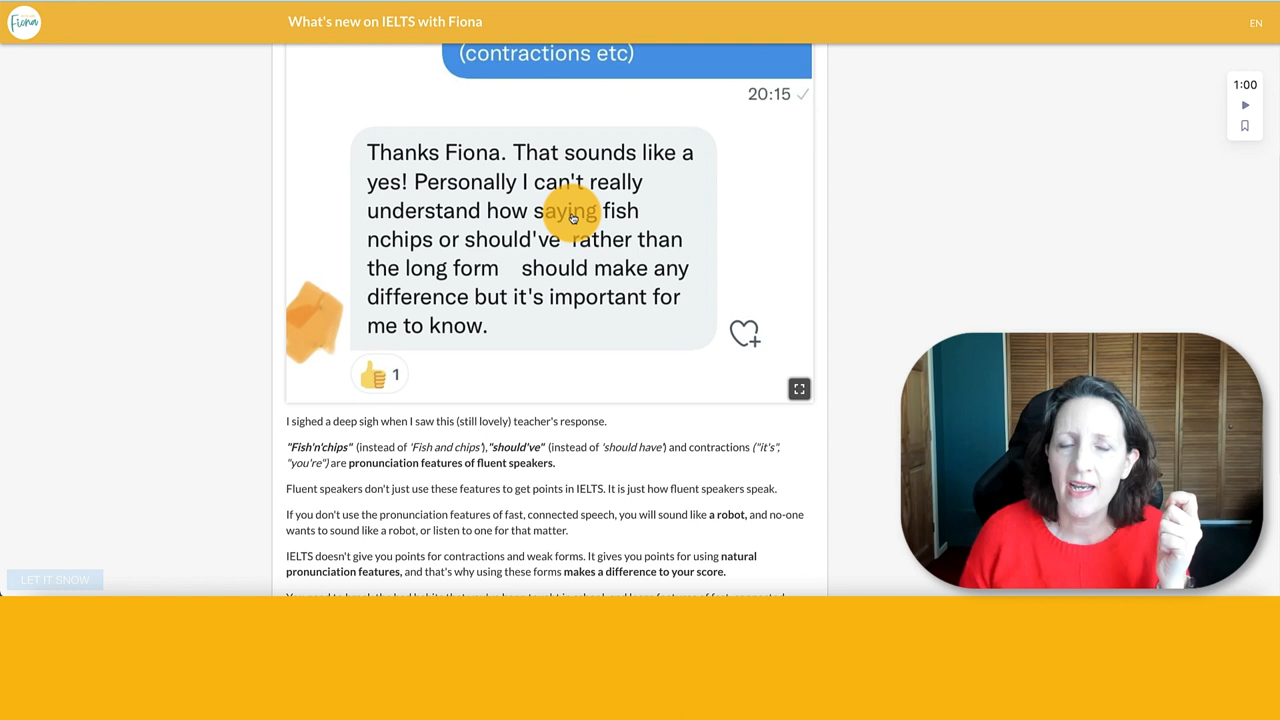 Fiona
What's new on IELTS with Fiona
EN
(contractions etc)
20:15
1:00
Thanks Fiona. That sounds like a
yes! Personally I can't really
understand how saying fish
nchips or should've rather than
the long form should make any
difference but it's important for
me to know.
1
I sighed a deep sigh when I saw this (still lovely) teacher's response.
"Fish'n'chips" (instead of 'Fish and chips'), "should've" (instead of 'should have') and contractions ("it's",
"you're") are pronunciation features of fluent speakers.
Fluent speakers don't just use these features to get points in IELTS. It is just how fluent speakers speak.
If you don't use the pronunciation features of fast, connected speech, you will sound like a robot, and no-one
wants to sound like a robot, or listen to one for that matter.
IELTS doesn't give you points for contractions and weak forms. It gives you points for using natural
pronunciation features, and that's why using these forms makes a difference to your score.
LET IT SNOW